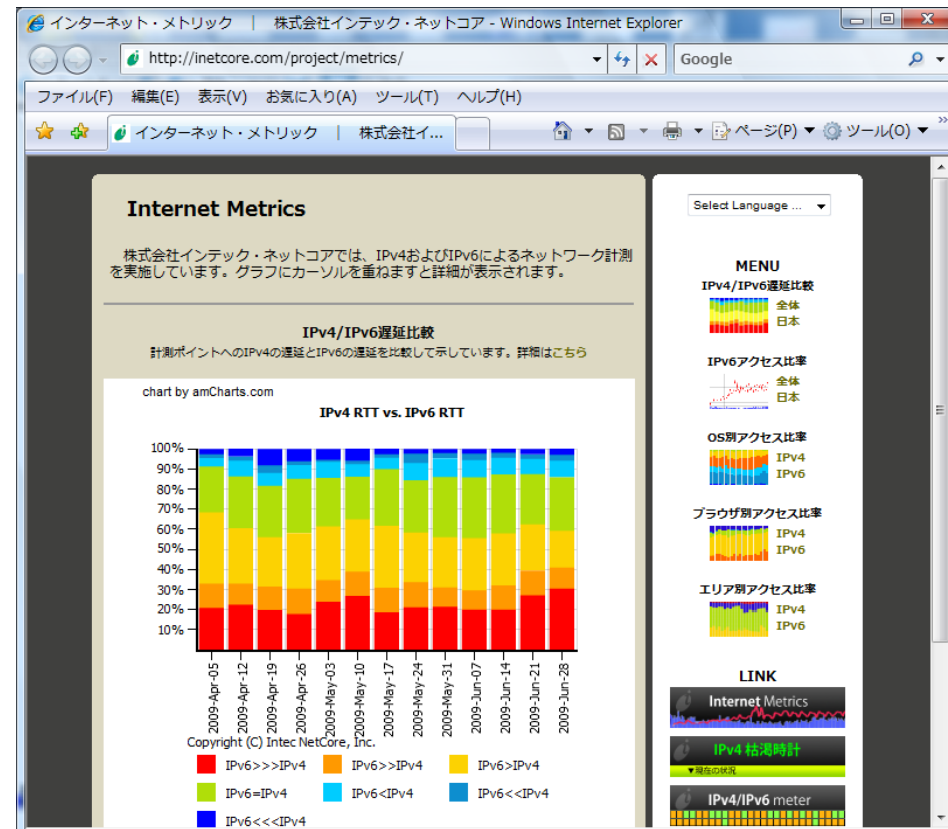 インターネット・メトリック ｜ 株式会社インテック・ネットコア - Windows Internet Explorer
http://inetcore.com/project/metrics/
Google
ファイル(F) 編集(E) 表示(V) お気に入り(A) ツール(T) ヘルプ(H)
インターネット・メトリック ｜ 株式会社イ...
ページ(P) ツール(O)
Internet Metrics
株式会社インテック・ネットコアでは、IPv4およびIPv6によるネットワーク計測
を実施しています。グラフにカーソルを重ねますと詳細が表示されます。
IPv4/IPv6遅延比較
計測ポイントへのIPv4の遅延とIPv6の遅延を比較して示しています。詳細はこちら
chart by amCharts.com
IPv4 RTT vs. IPv6 RTT
100%
90%
80%
70%
60%
50%
40%
30%
20%
10%
2009-Apr-05
2009-Apr-12
2009-Apr-19
2009-Apr-26
2009-May-03
2009-May-10
2009-May-17
2009-May-24
2009-May-31
2009-Jun-07
2009-Jun-14
2009-Jun-21
2009-Jun-28
Copyright (C) Intec NetCore, Inc.
IPv6>>>IPv4 IPv6>>IPv4 IPv6>IPv4
IPv6=IPv4 IPv6<IPv4 IPv6<<IPv4
IPv6<<<IPv4
Select Language ...
MENU
IPv4/IPv6遅延比較
全体
日本
IPv6アクセス比率
全体
日本
OS別アクセス比率
IPv4
IPv6
ブラウザ別アクセス比率
IPv4
IPv6
エリア別アクセス比率
IPv4
IPv6
LINK
Internet Metrics
IPv4 枯渇時計
▼現在の状況
IPv4/IPv6 meter